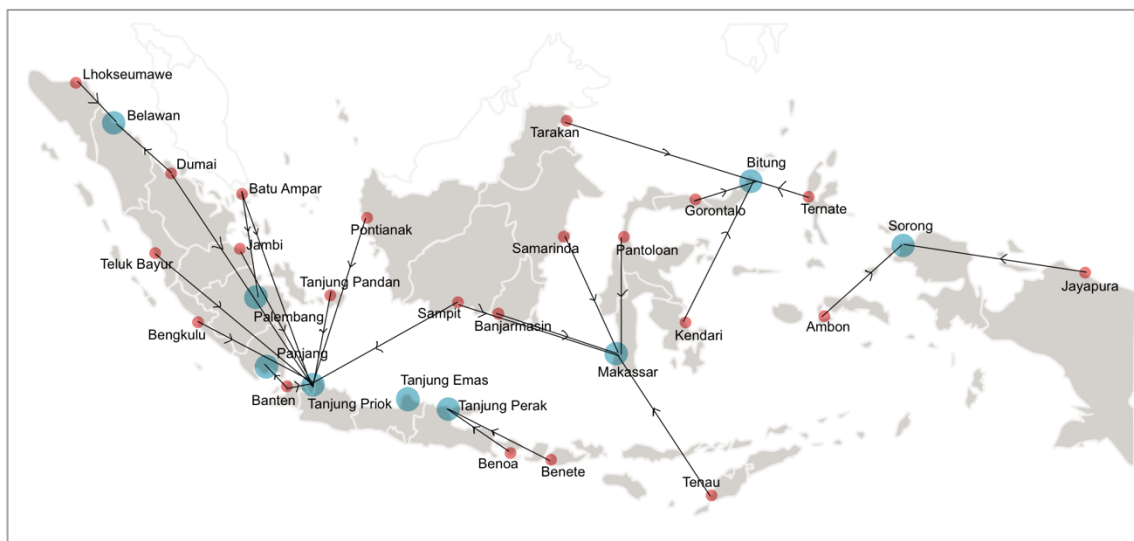 Lhokseumawe
Belawan
Tarakan
Dumai
Bitung
Batu Ampar
Gorontalo
Ternate
Pontianak
Sorong
Jambi
Samarinda
Pantoloan
Teluk Bayur
Tanjung Pandan
Jayapura
Palembang
Sampit
Banjarmasin
Ambon
Bengkulu
Kendari
Panjang
Makassar
Tanjung Emas
Banten
Tanjung Priok
Tanjung Perak
Benoa
Benete
Tenau